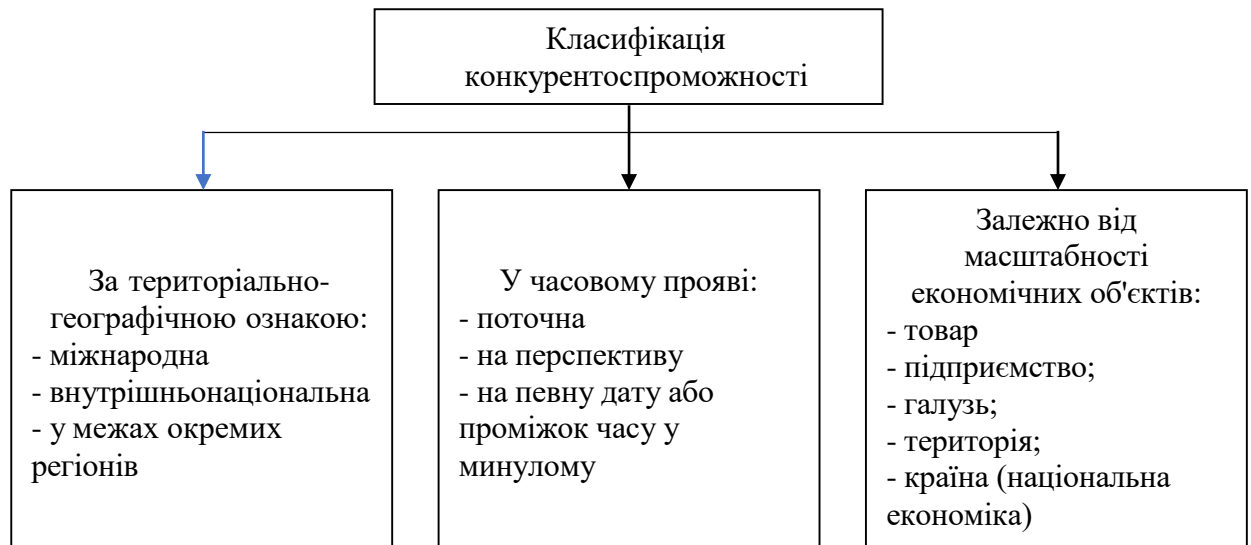 Класифікація
конкурентоспроможності
За територіально-
географічною ознакою:
- міжнародна
- внутрішньонаціональна
- у межах окремих
регіонів
У часовому прояві:
- поточна
- на перспективу
- на певну дату або
проміжок часу у
минулому
Залежно від
масштабності
економічних об'єктів:
- товар
- підприємство;
- галузь;
- територія;
- країна (національна
економіка)